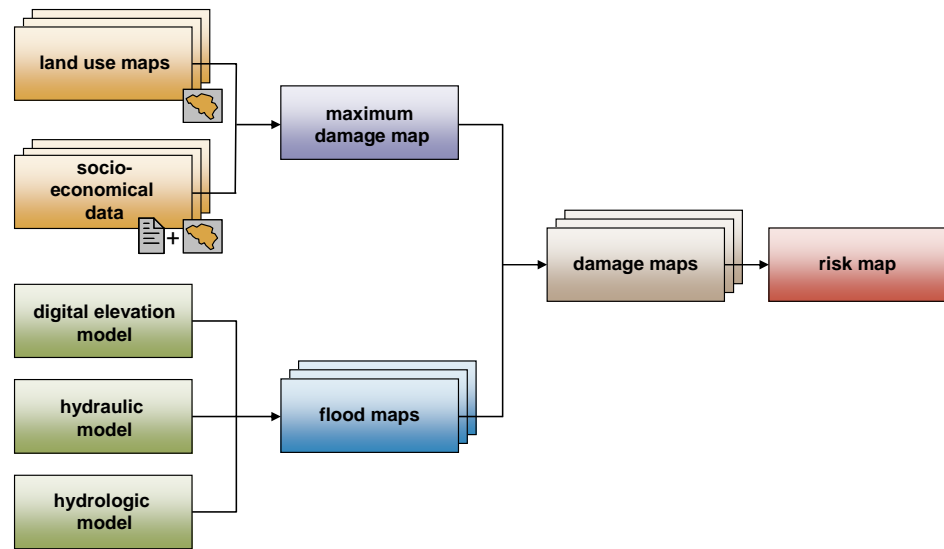 land use maps
socio-
economical
data
+
maximum
damage map
digital elevation
model
hydraulic
model
hydrologic
model
flood maps
damage maps
risk map